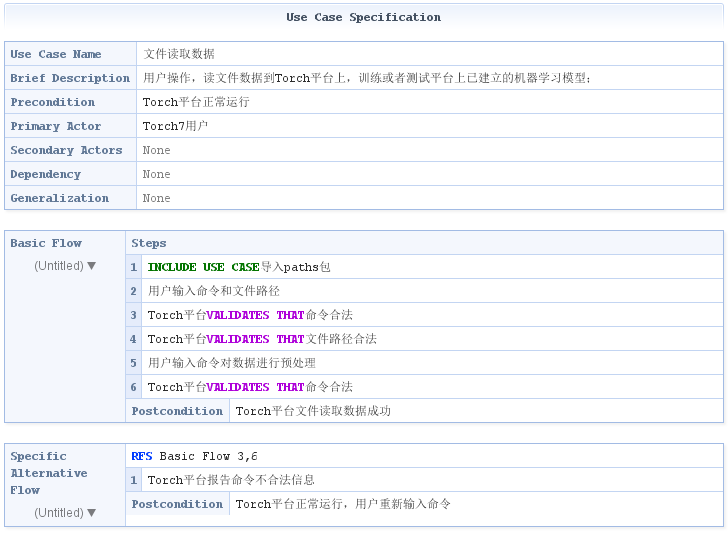 Use Case Specification
Use Case Name 文件读取数据
Brief Description 用户操作，读文件数据到Torch平台上，训练或者测试平台上已建立的机器学习模型；
Precondition Torch平台正常运行
Primary Actor Torch7用户
Secondary Actors None
Dependency None
Generalization None
Basic Flow Steps
(Untitled) ▼
1 INCLUDE USE CASE导入paths包
2 用户输入命令和文件路径
3 Torch平台VALIDATES THAT命令合法
4 Torch平台VALIDATES THAT文件路径合法
5 用户输入命令对数据进行预处理
6 Torch平台VALIDATES THAT命令合法
Postcondition Torch平台文件读取数据成功
Specific
Alternative
Flow
(Untitled) ▼
RFS Basic Flow 3,6
1 Torch平台报告命令不合法信息
Postcondition Torch平台正常运行，用户重新输入命令